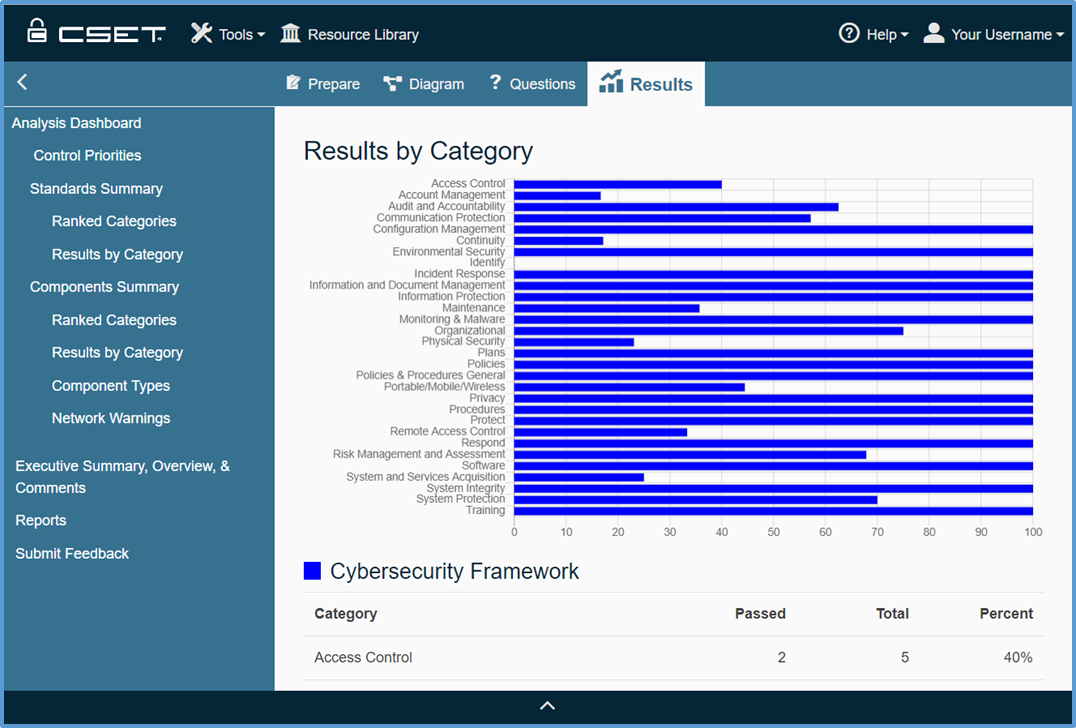 CSET
Tools
Resource Library
Help
Your Username
Prepare
Diagram
Questions
Results
Analysis Dashboard
Control Priorities
Standards Summary
Ranked Categories
Results by Category
Components Summary
Ranked Categories
Results by Category
Component Types
Network Warnings
Executive Summary, Overview, &
Comments
Reports
Submit Feedback
Results by Category
Access Control
Account Management
Audit and Accountability
Communication Protection
Configuration Management
Continuity
Environmental Security
Identify
Incident Response
Information and Document Management
Information Protection
Maintenance
Monitoring & Malware
Organizational
Physical Security
Plans
Policies
Policies & Procedures General
Portable/Mobile/Wireless
Privacy
Procedures
Protect
Remote Access Control
Respond
Risk Management and Assessment
Software
System and Services Acquisition
System Integrity
System Protection
Training
0 10 20 30 40 50 60 70 80 90 100
Cybersecurity Framework
Category Passed Total Percent
Access Control 2 5 40%